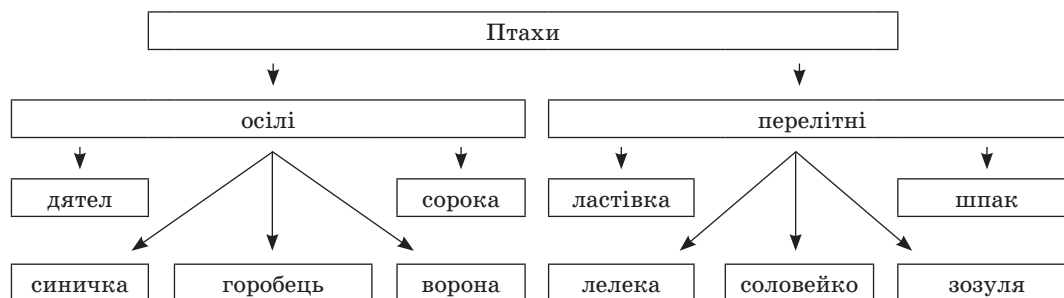 Птахи
осілі перелітні
дятел сорока ластівка шпак
синичка горобець ворона лелека соловейко зозуля